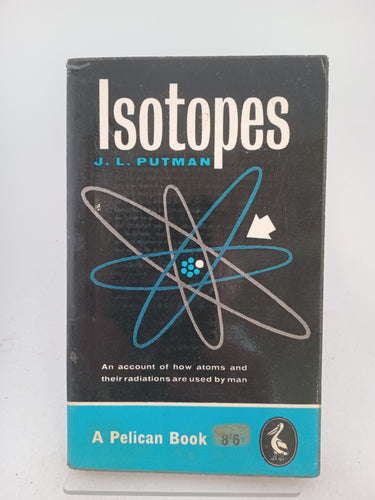 Isotopes
J. L. PUTMAN
An account of how atoms and
their radiations are used by man
A Pelican Book 8'6